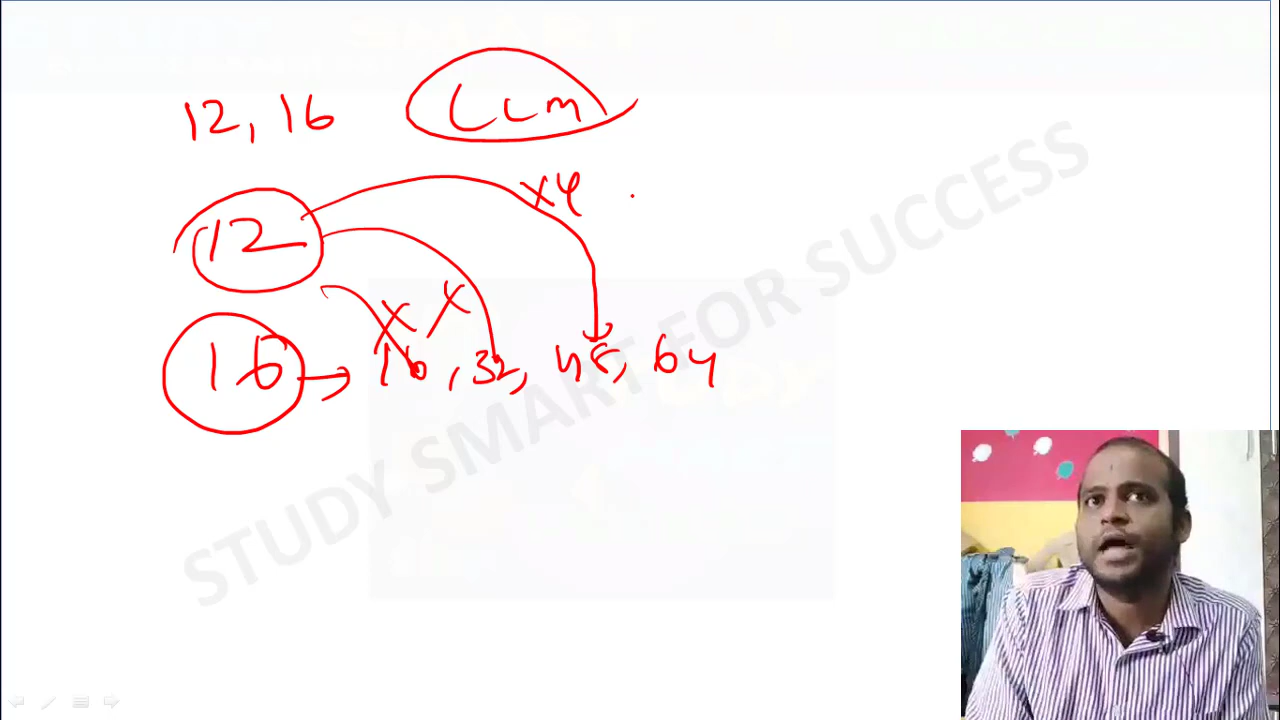 12, 16 LCM
12 ×4
× ×
16 → 16, 32, 48, 64
STUDY SMART FOR SUCCESS